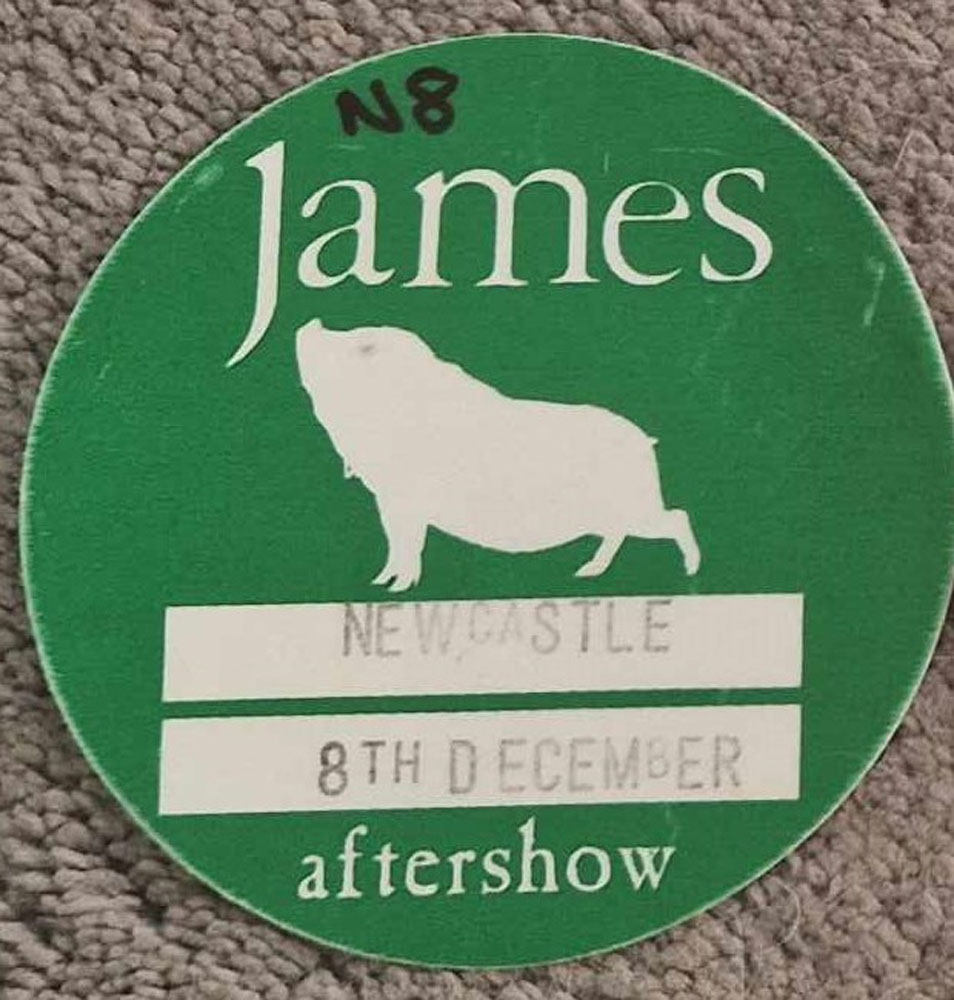 N8
James
NEWCASTLE
8TH DECEMBER
aftershow